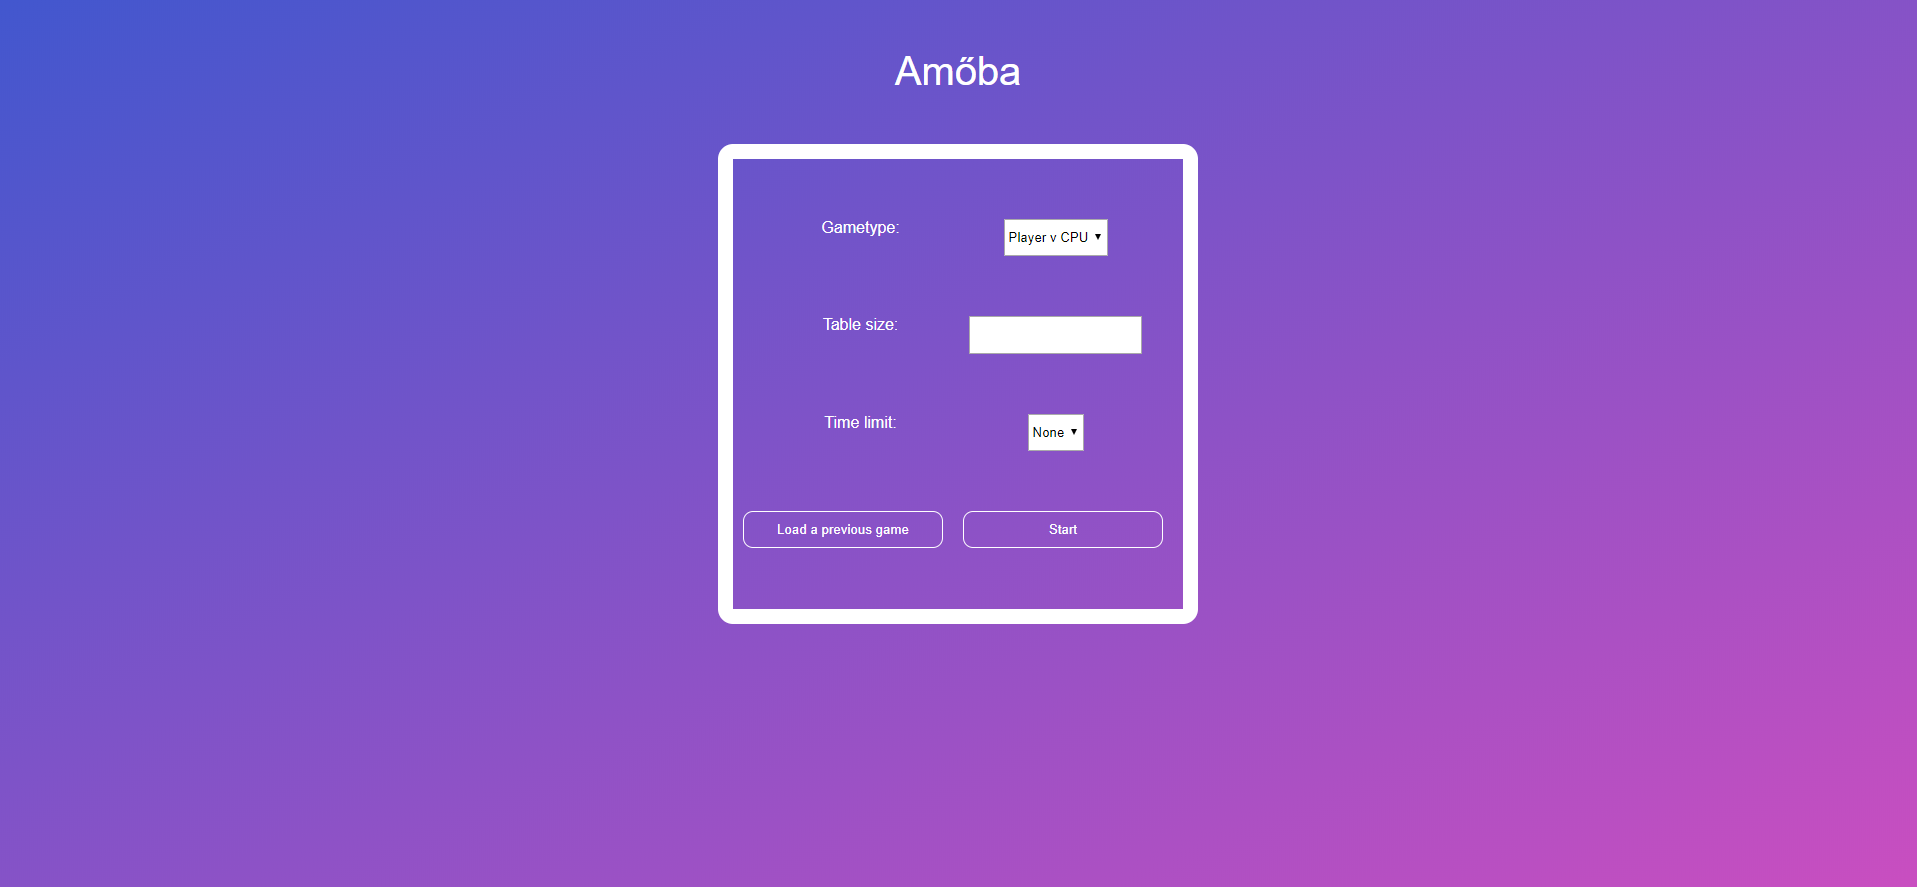 Amőba
Gametype:
Player v CPU
Table size:
Time limit:
None
Load a previous game
Start